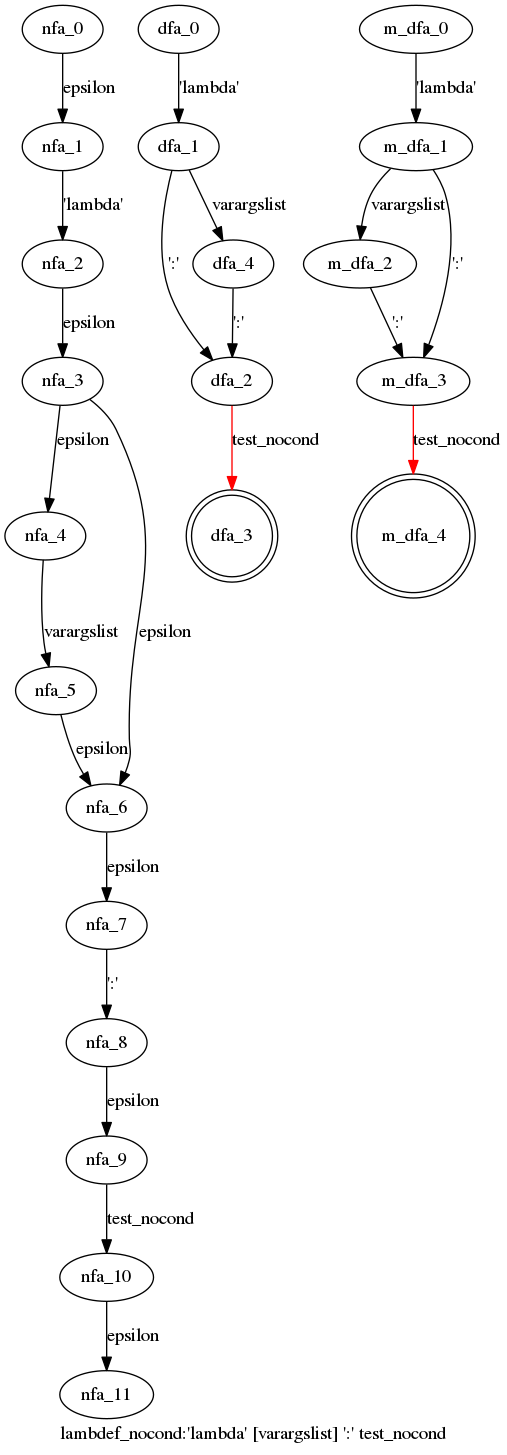 nfa_0
dfa_0
m_dfa_0
epsilon
'lambda'
'lambda'
nfa_1
dfa_1
m_dfa_1
'lambda'
varargslist
varargslist
nfa_2
':'
dfa_4
m_dfa_2
':'
epsilon
':'
':'
nfa_3
dfa_2
m_dfa_3
epsilon
test_nocond
test_nocond
nfa_4
dfa_3
m_dfa_4
varargslist
epsilon
nfa_5
epsilon
nfa_6
epsilon
nfa_7
':'
nfa_8
epsilon
nfa_9
test_nocond
nfa_10
epsilon
nfa_11
lambdef_nocond:'lambda' [varargslist] ':' test_nocond